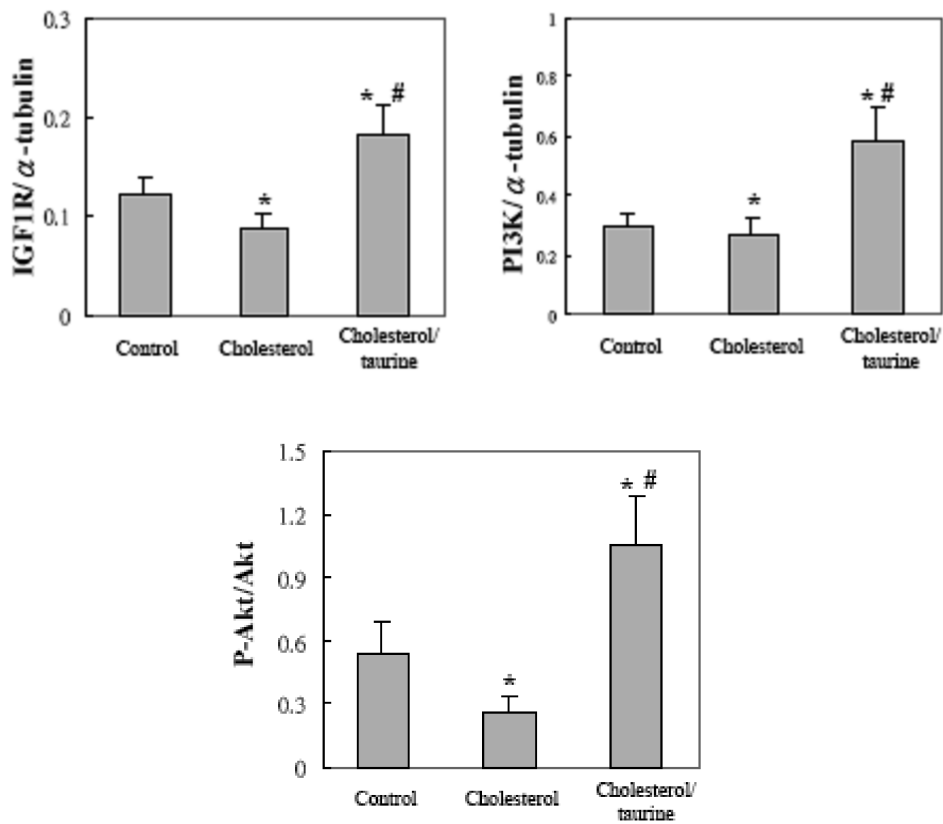 IGF1R/α-tubulin
0.3
0.2
0.1
0
* #
*
Control
Cholesterol
Cholesterol/
taurine
PI3K/α-tubulin
1
0.8
0.6
0.4
0.2
0
* #
*
Control
Cholesterol
Cholesterol/
taurine
P-Akt/Akt
1.5
1.2
0.9
0.6
0.3
0
* #
*
Control
Cholesterol
Cholesterol/
taurine